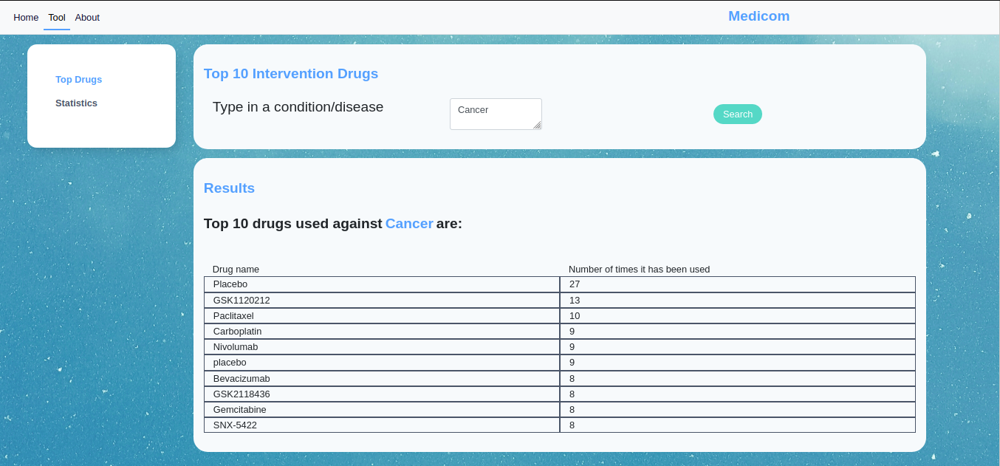 Home Tool About Medicom
Top Drugs
Statistics
Top 10 Intervention Drugs
Type in a condition/disease Cancer Search
Results
Top 10 drugs used against Cancer are:
Drug name Number of times it has been used
Placebo 27
GSK1120212 13
Paclitaxel 10
Carboplatin 9
Nivolumab 9
placebo 9
Bevacizumab 8
GSK2118436 8
Gemcitabine 8
SNX-5422 8